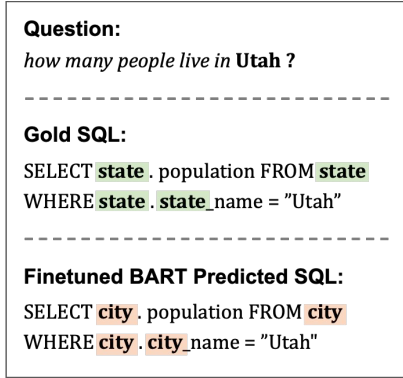 Question:
how many people live in Utah ?
Gold SQL:
SELECT state . population FROM state
WHERE state . state_name = ”Utah”
Finetuned BART Predicted SQL:
SELECT city . population FROM city
WHERE city . city_name = ”Utah"